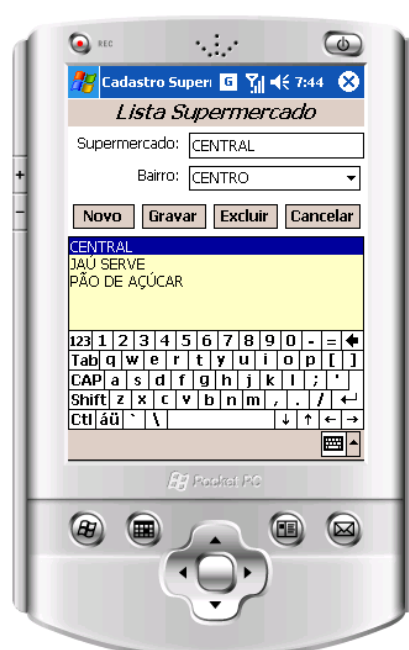 REC
Cadastro Super G 7:44
Lista Supermercado
Supermercado: CENTRAL
Bairro: CENTRO
Novo Gravar Excluir Cancelar
CENTRAL
JAÚ SERVE
PÃO DE AÇÚCAR
123 1 2 3 4 5 6 7 8 9 0 - =
Tab q w e r t y u i o p [ ]
CAP a s d f g h j k l ; '
Shift z x c v b n m , . /
Ctl áü ` \
Pocket PC